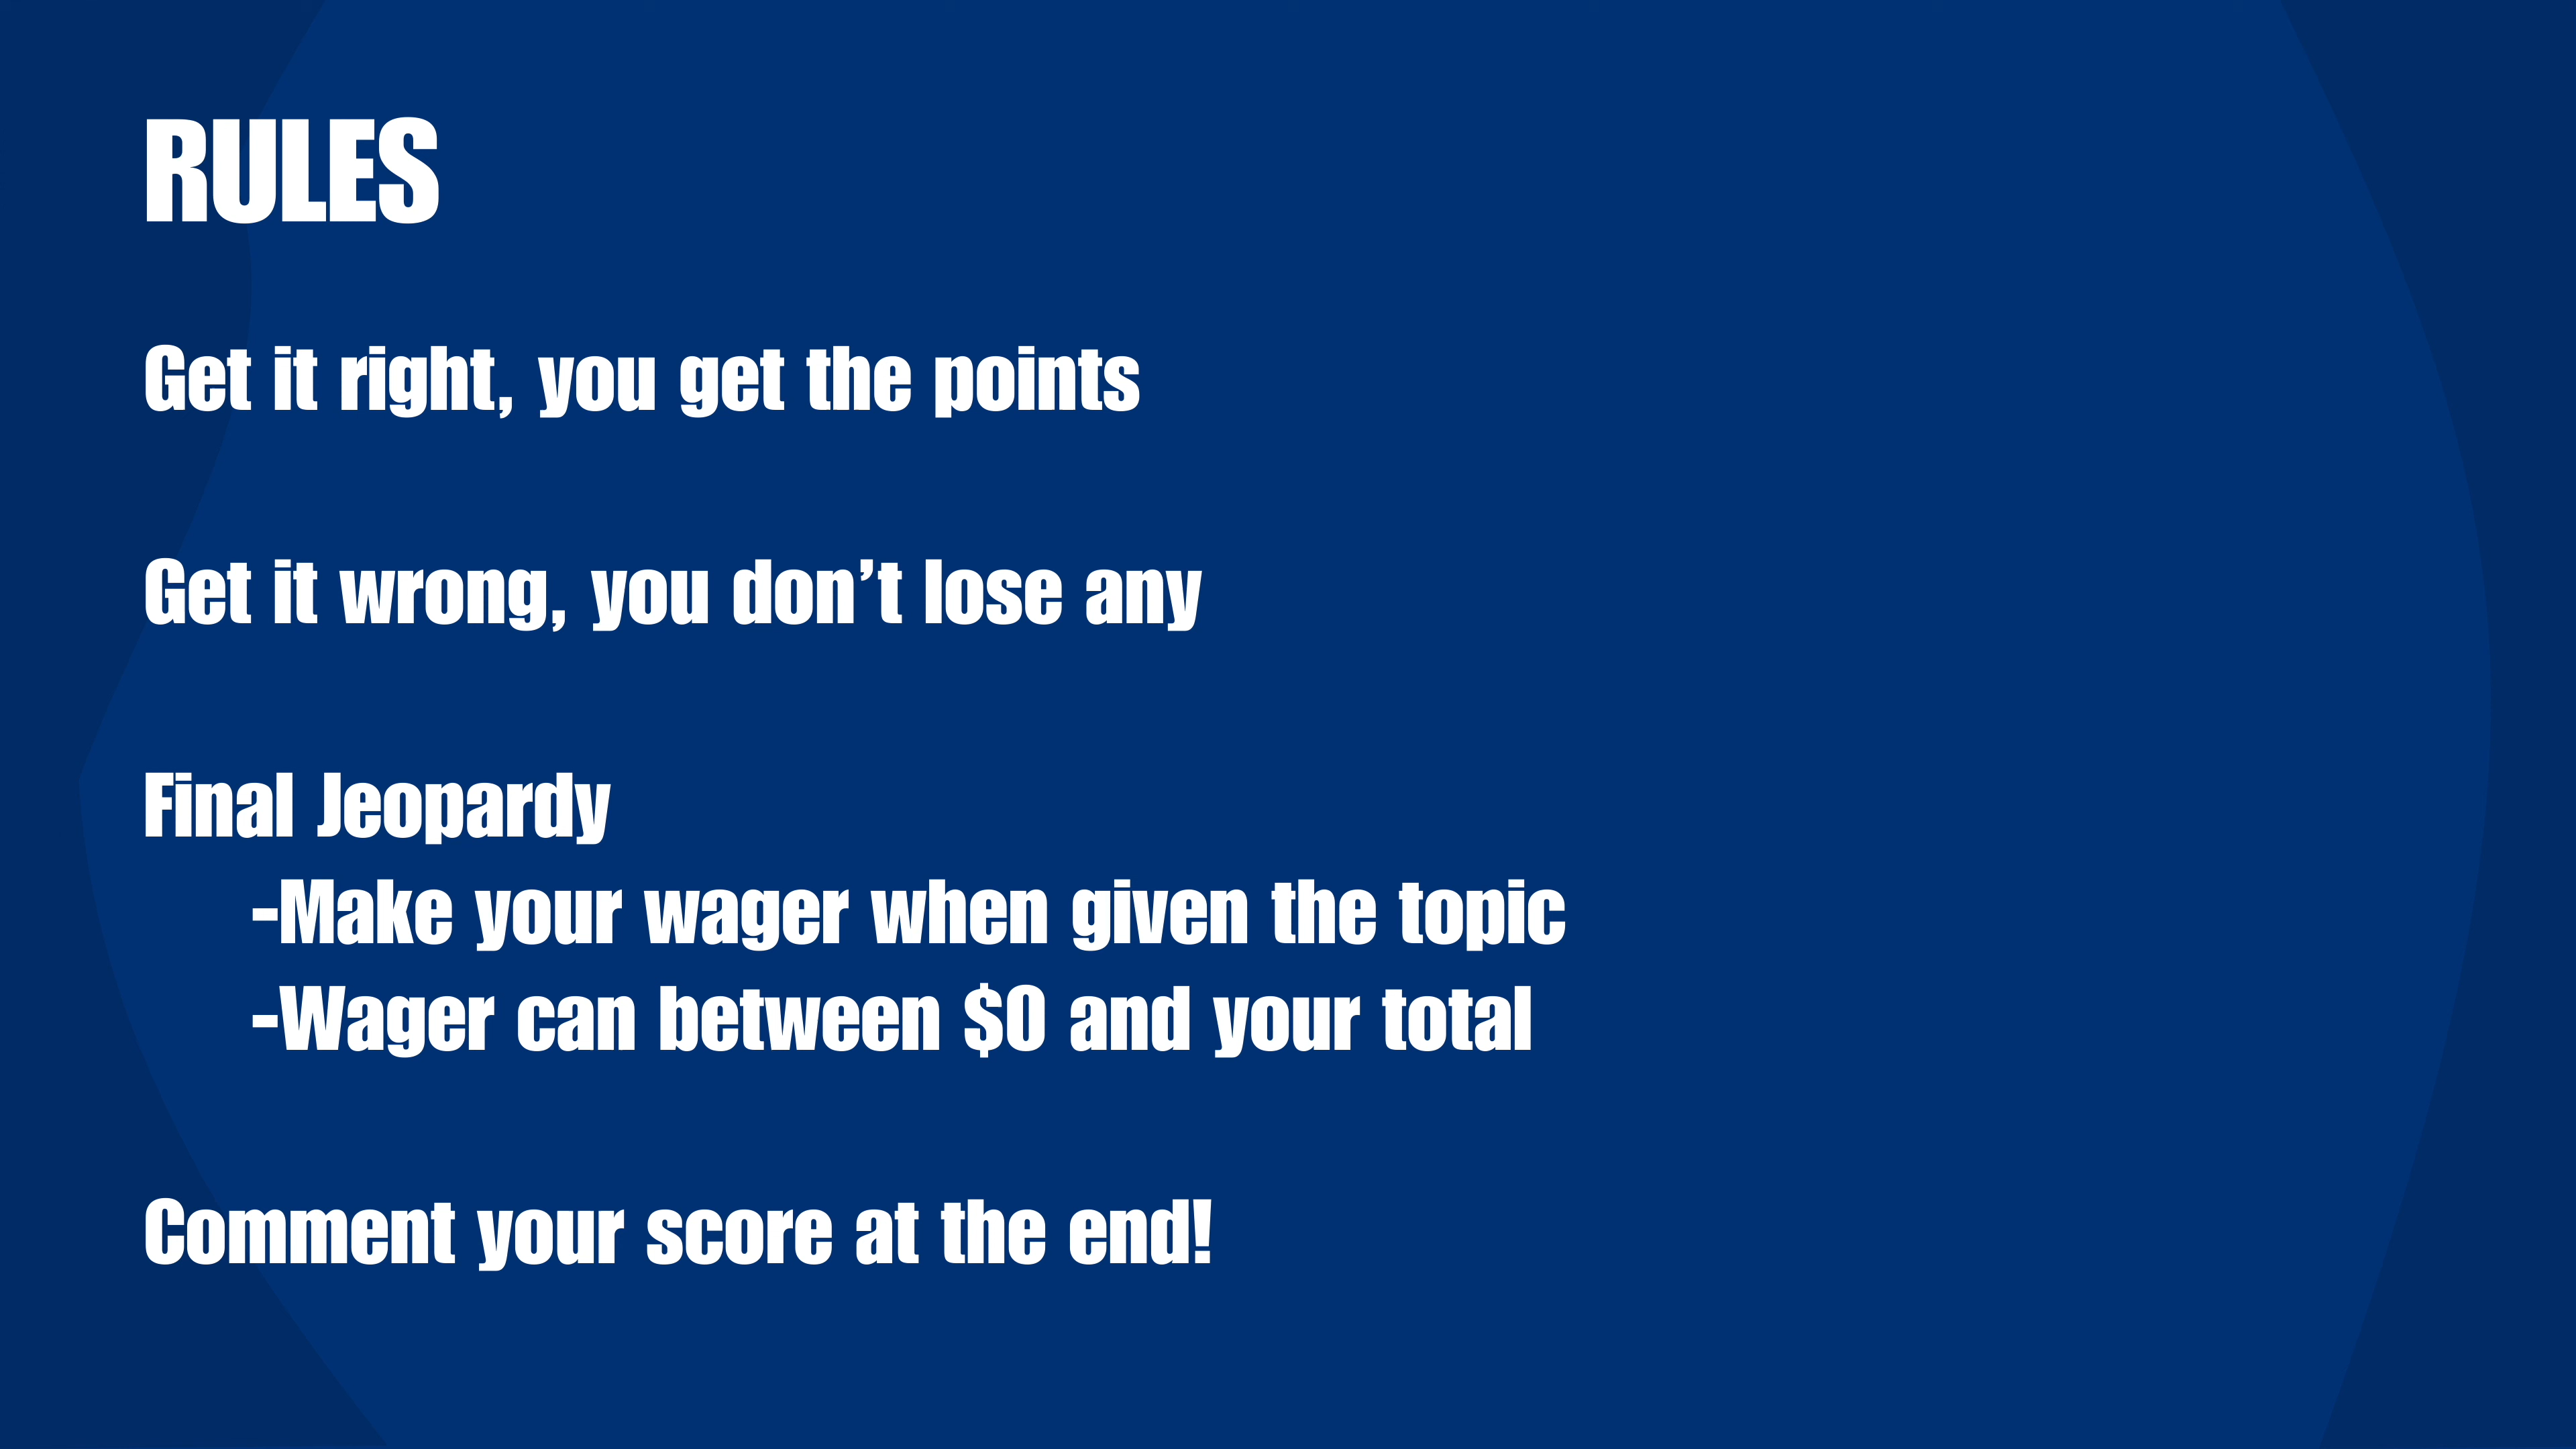 RULES
Get it right, you get the points
Get it wrong, you don’t lose any
Final Jeopardy
-Make your wager when given the topic
-Wager can between $0 and your total
Comment your score at the end!